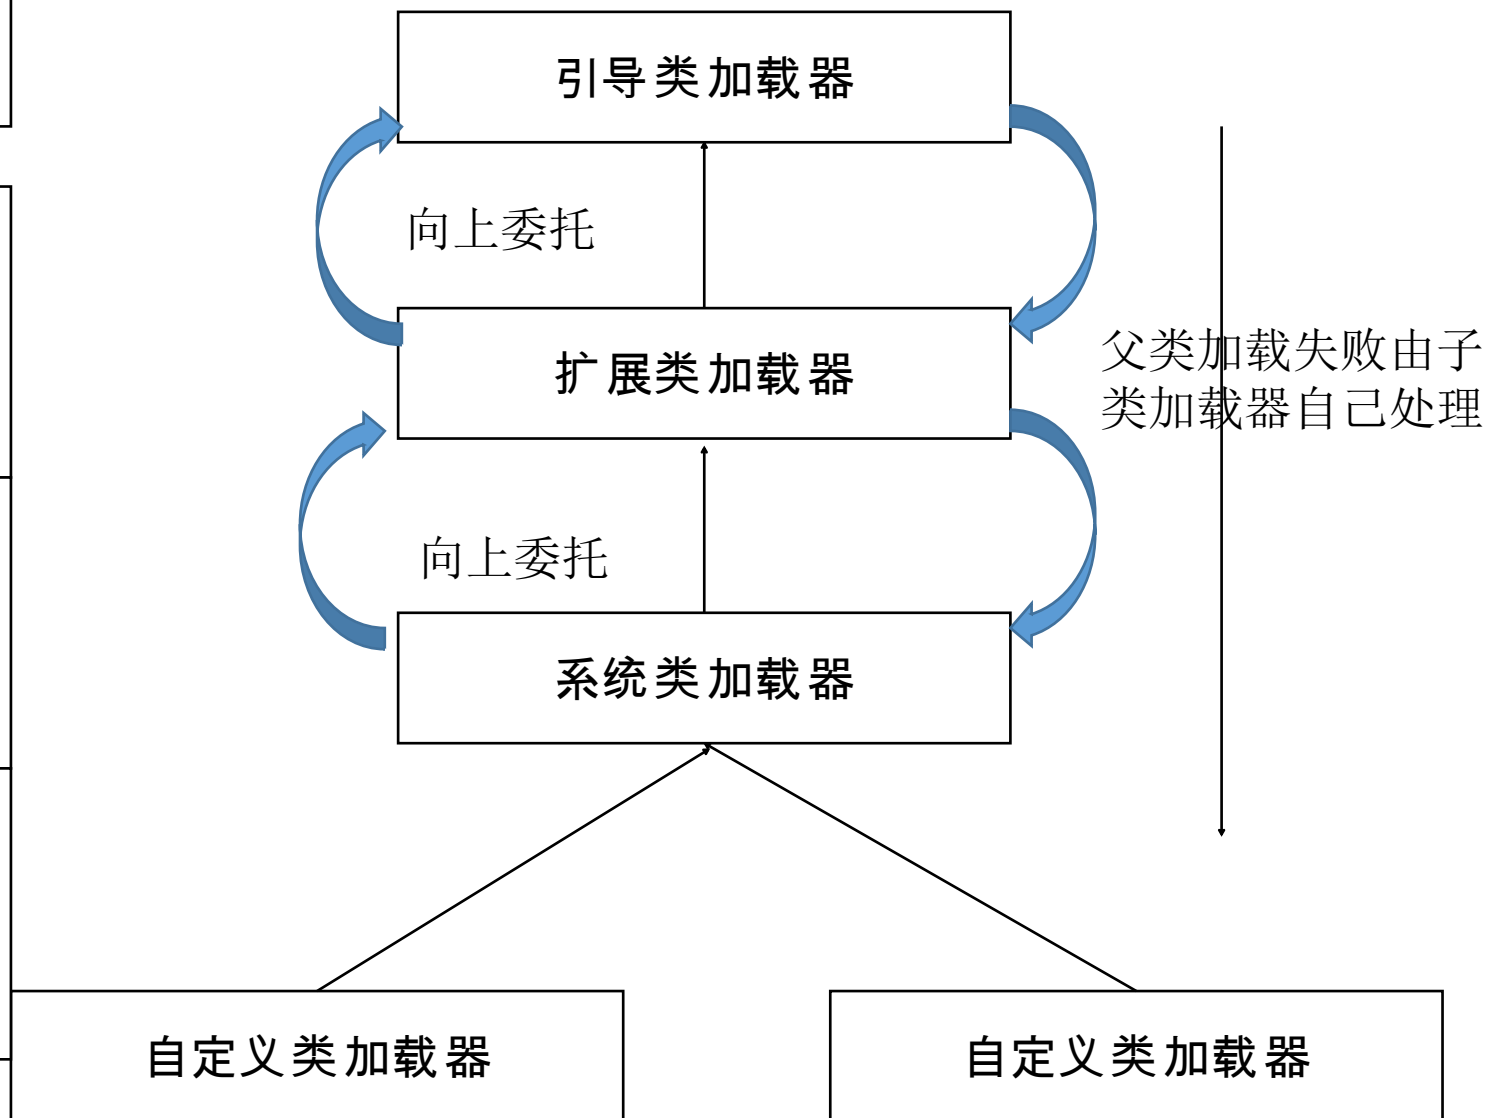 引导类加载器
向上委托
扩展类加载器
父类加载失败由子
类加载器自己处理
向上委托
系统类加载器
自定义类加载器
自定义类加载器